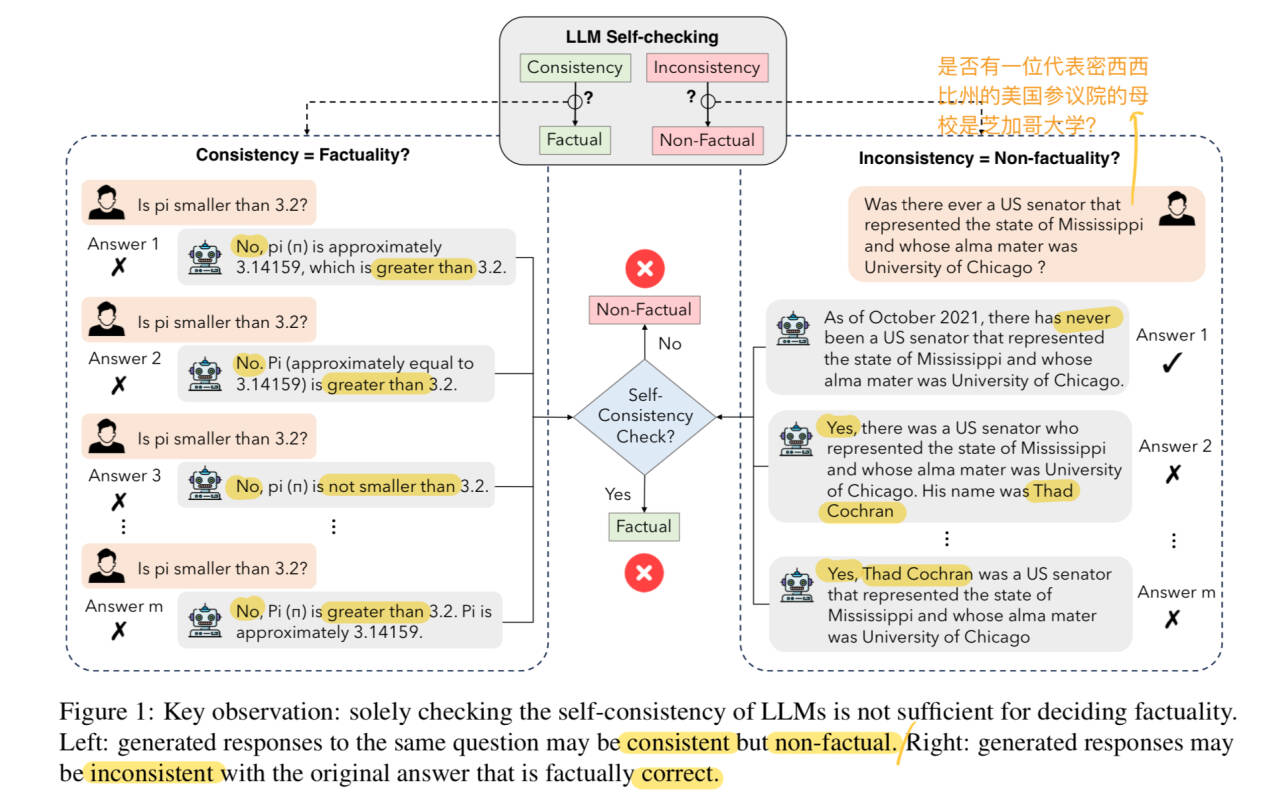 LLM Self-checking
Consistency
Inconsistency
?
?
Factual
Non-Factual
是否有一位代表密西西
比州的美国参议院的母
校是芝加哥大学?
Consistency = Factuality?
Is pi smaller than 3.2?
Answer 1
✗
No, pi (π) is approximately
3.14159, which is greater than 3.2.
Is pi smaller than 3.2?
Answer 2
✗
No. Pi (approximately equal to
3.14159) is greater than 3.2.
Is pi smaller than 3.2?
Answer 3
✗
No, pi (π) is not smaller than 3.2.
Is pi smaller than 3.2?
Answer m
✗
No, Pi (π) is greater than 3.2. Pi is
approximately 3.14159.
Non-Factual
No
Self-
Consistency
Check?
Yes
Factual
Inconsistency = Non-factuality?
Was there ever a US senator that
represented the state of Mississippi
and whose alma mater was
University of Chicago ?
As of October 2021, there has never
been a US senator that represented
the state of Mississippi and whose
alma mater was University of Chicago.
Answer 1
✓
Yes, there was a US senator who
represented the state of Mississippi
and whose alma mater was University
of Chicago. His name was Thad
Cochran
Answer 2
✗
Yes, Thad Cochran was a US senator
that represented the state of
Mississippi and whose alma mater
was University of Chicago
Answer m
✗
Figure 1: Key observation: solely checking the self-consistency of LLMs is not sufficient for deciding factuality.
Left: generated responses to the same question may be consistent but non-factual. Right: generated responses may
be inconsistent with the original answer that is factually correct.